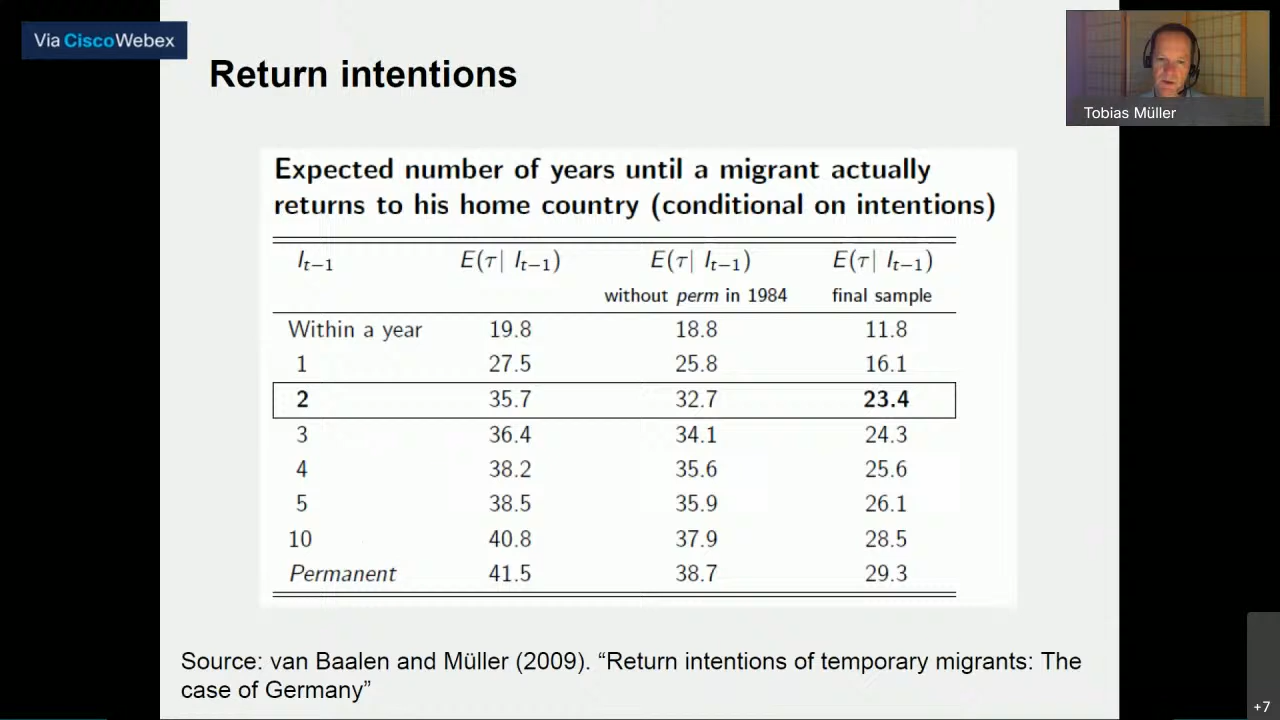 Via CiscoWebex
Return intentions
Tobias Müller
Expected number of years until a migrant actually
returns to his home country (conditional on intentions)
I_{t−1} E(τ| I_{t−1}) E(τ| I_{t−1}) E(τ| I_{t−1})
without perm in 1984 final sample
Within a year 19.8 18.8 11.8
1 27.5 25.8 16.1
2 35.7 32.7 23.4
3 36.4 34.1 24.3
4 38.2 35.6 25.6
5 38.5 35.9 26.1
10 40.8 37.9 28.5
Permanent 41.5 38.7 29.3
Source: van Baalen and Müller (2009). “Return intentions of temporary migrants: The
case of Germany”
+7